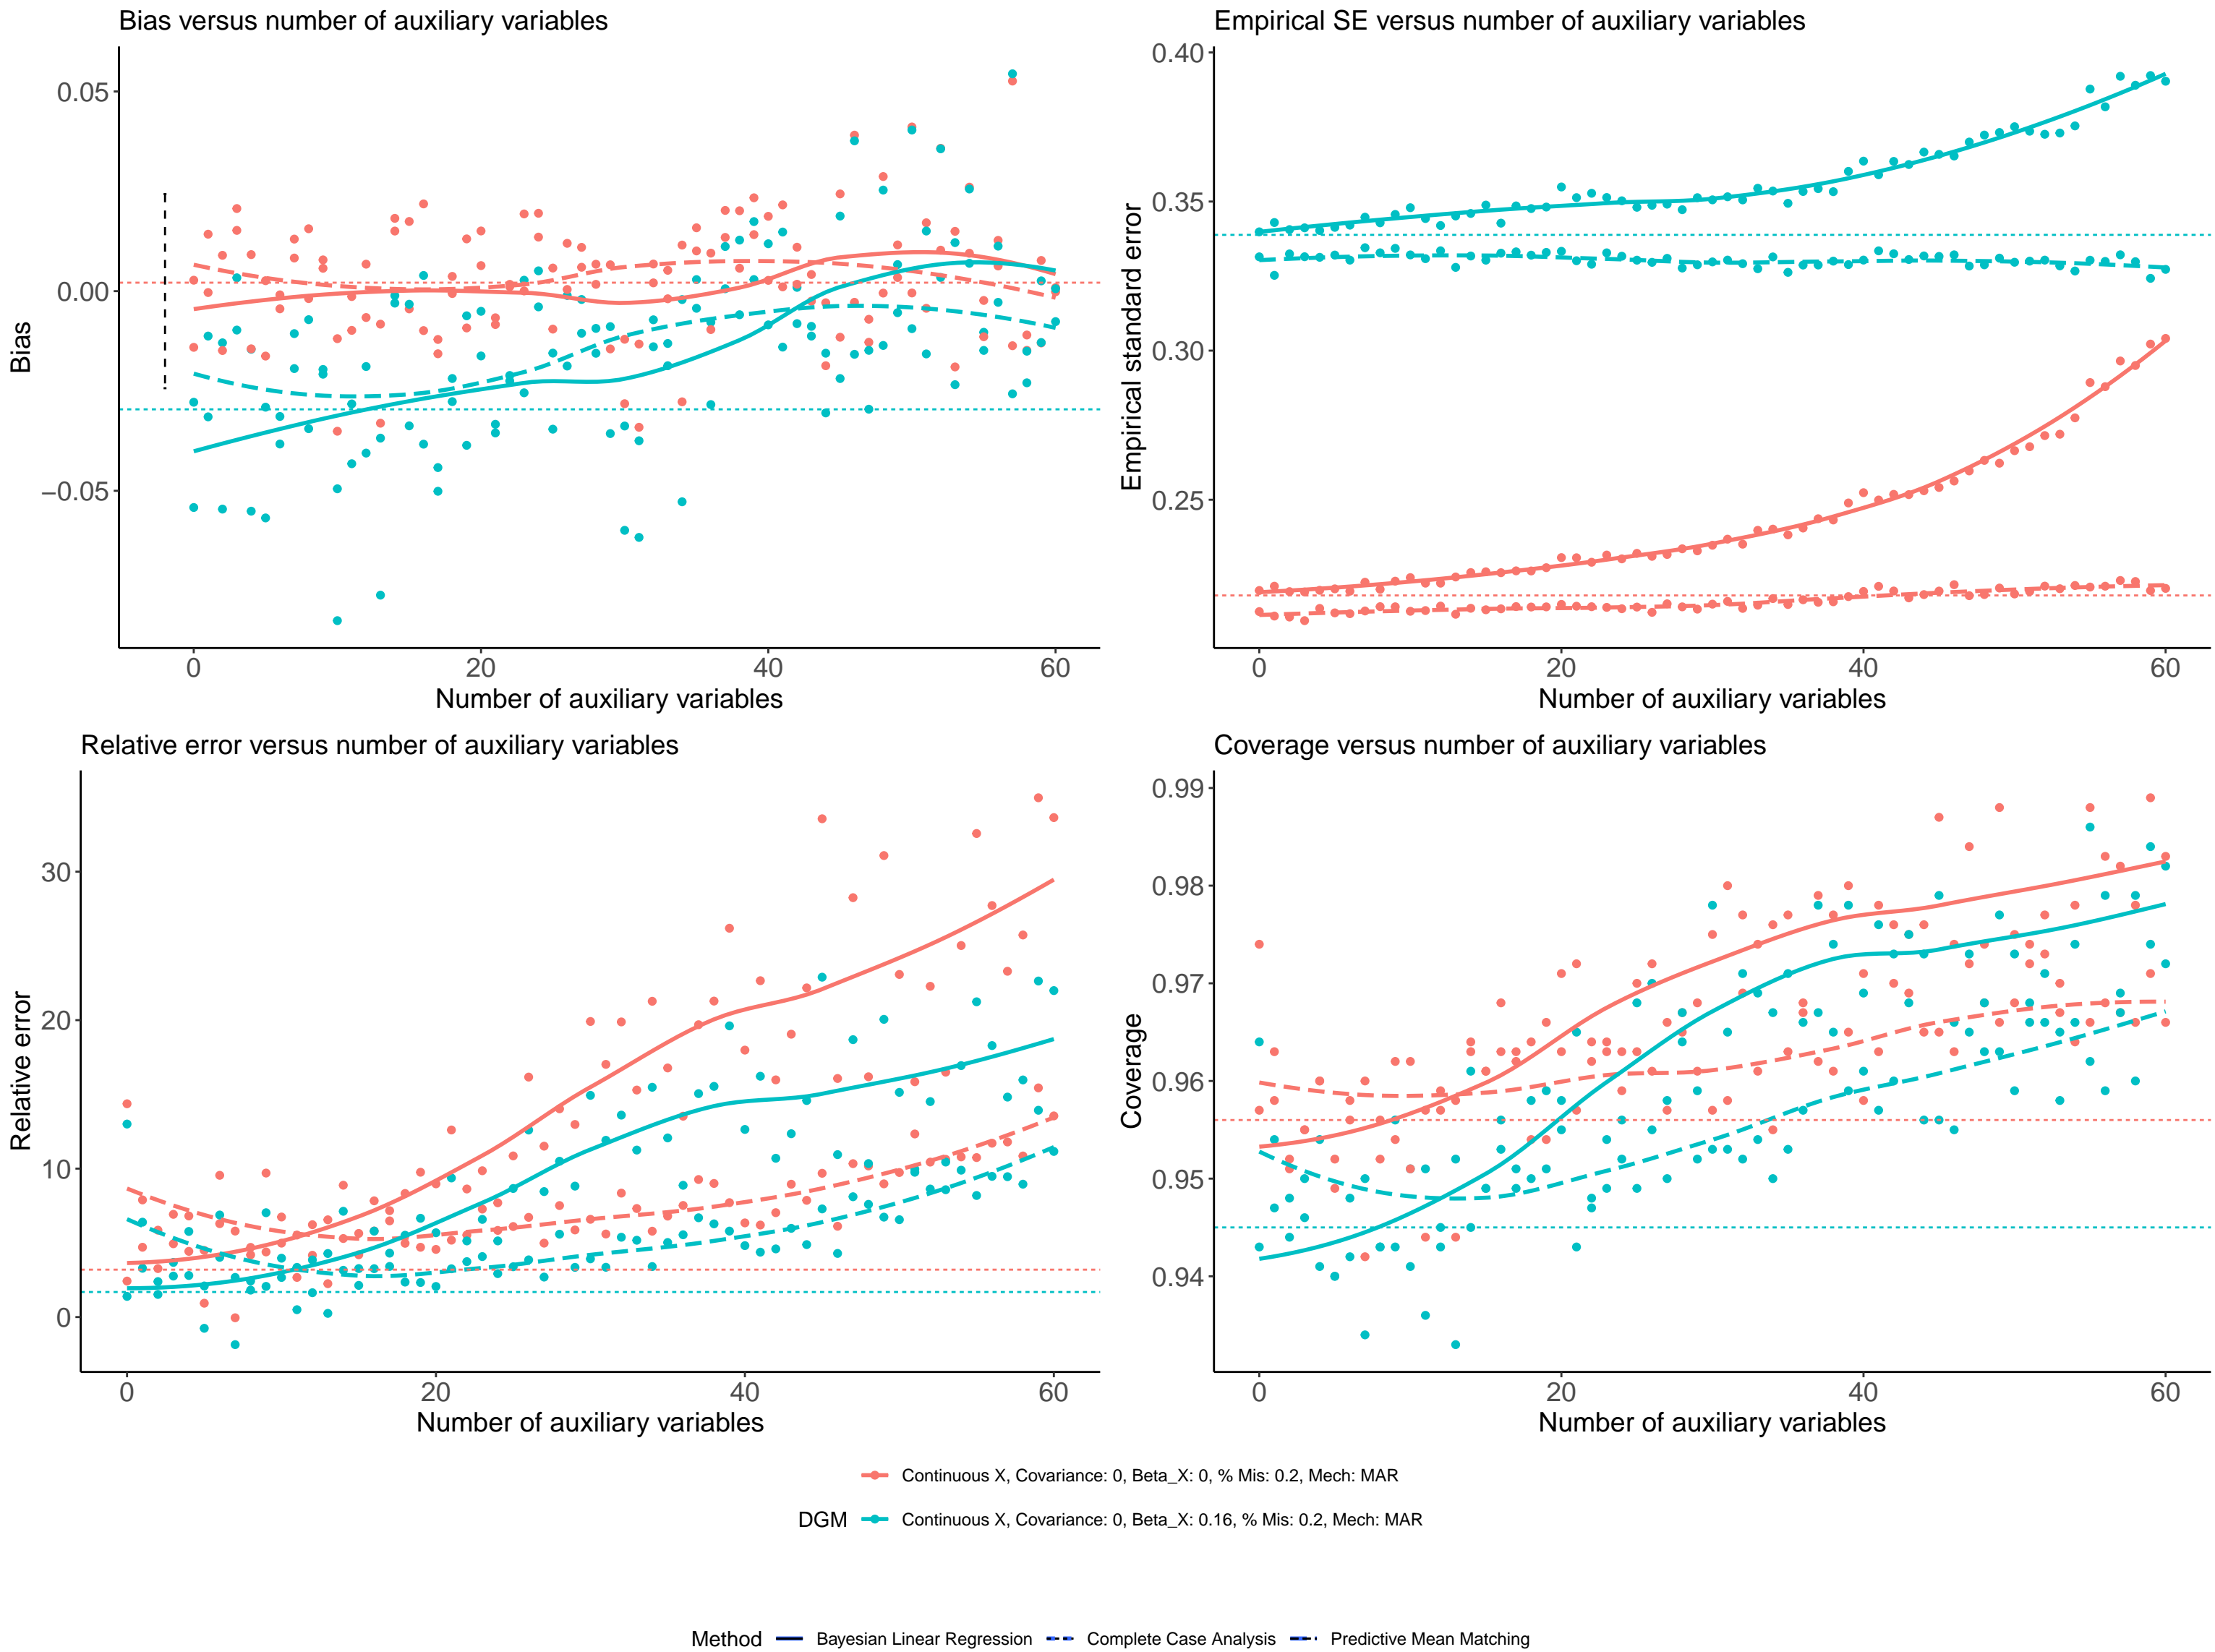 Bias versus number of auxiliary variables
0.05
0.00
−0.05
Bias
0 20 40 60
Number of auxiliary variables
Empirical SE versus number of auxiliary variables
0.40
0.35
0.30
0.25
Empirical standard error
0 20 40 60
Number of auxiliary variables
Relative error versus number of auxiliary variables
30
20
10
0
Relative error
0 20 40 60
Number of auxiliary variables
Coverage versus number of auxiliary variables
0.99
0.98
0.97
0.96
0.95
0.94
Coverage
0 20 40 60
Number of auxiliary variables
Continuous X, Covariance: 0, Beta_X: 0, % Mis: 0.2, Mech: MAR
DGM Continuous X, Covariance: 0, Beta_X: 0.16, % Mis: 0.2, Mech: MAR
Method Bayesian Linear Regression Complete Case Analysis Predictive Mean Matching